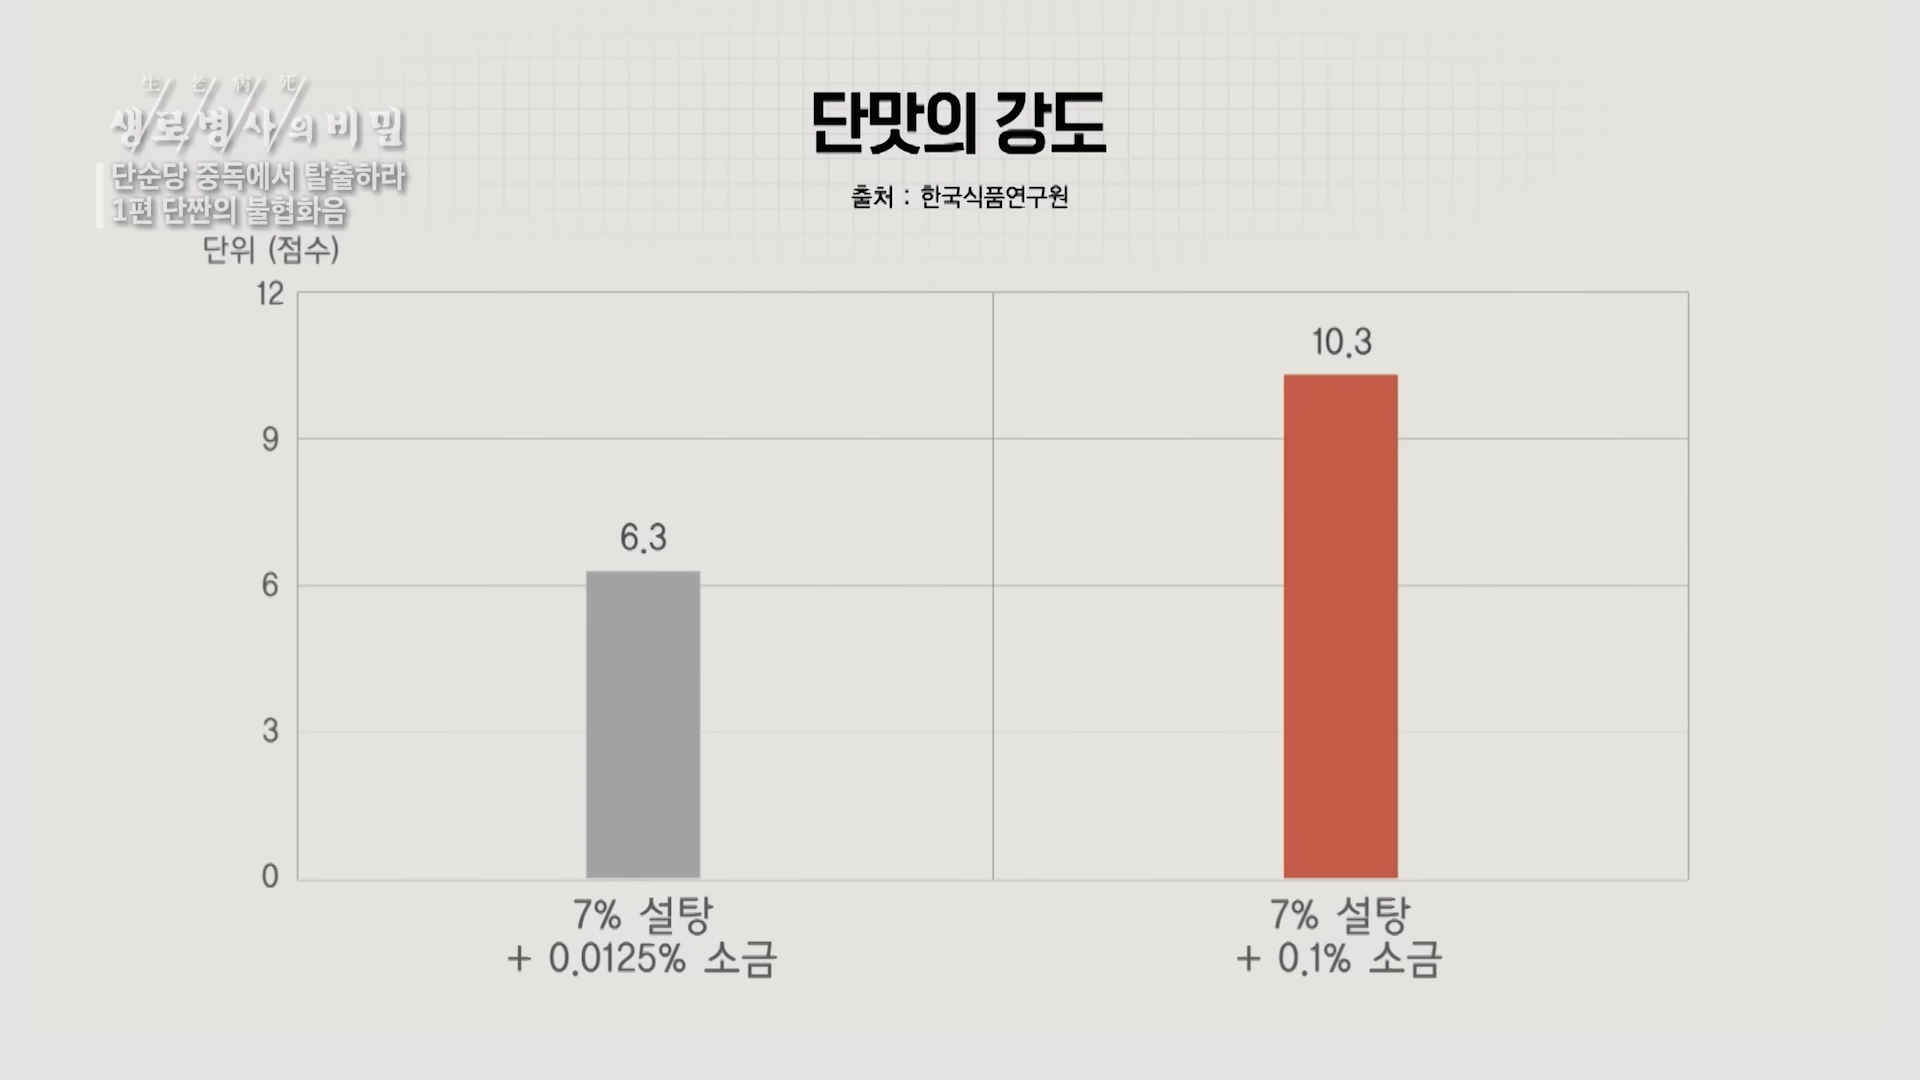 生老病死
생로병사의 비밀
단순당 중독에서 탈출하라
1편 단짠의 불협화음
단맛의 강도
출처 : 한국식품연구원
단위 (점수)
12
9
6
3
0
6.3
10.3
7% 설탕
+ 0.0125% 소금
7% 설탕
+ 0.1% 소금